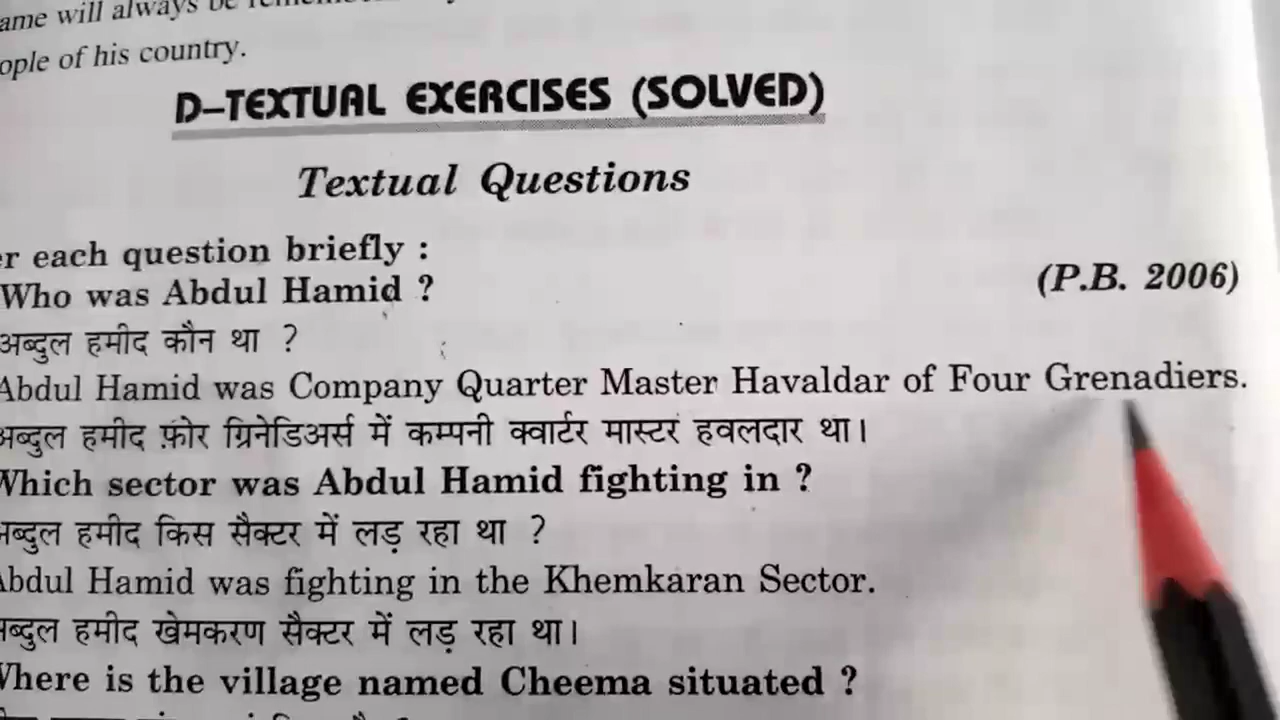 will always be
of his country.
D–TEXTUAL EXERCISES (SOLVED)
Textual Questions
each question briefly :
Who was Abdul Hamid ?
(P.B. 2006)
अब्दुल हमीद कौन था ?
Abdul Hamid was Company Quarter Master Havaldar of Four Grenadiers.
अब्दुल हमीद फ़ोर ग्रिनेडिअर्स में कम्पनी क्वार्टर मास्टर हवलदार था।
Which sector was Abdul Hamid fighting in ?
अब्दुल हमीद किस सैक्टर में लड़ रहा था ?
Abdul Hamid was fighting in the Khemkaran Sector.
अब्दुल हमीद खेमकरण सैक्टर में लड़ रहा था।
Where is the village named Cheema situated ?